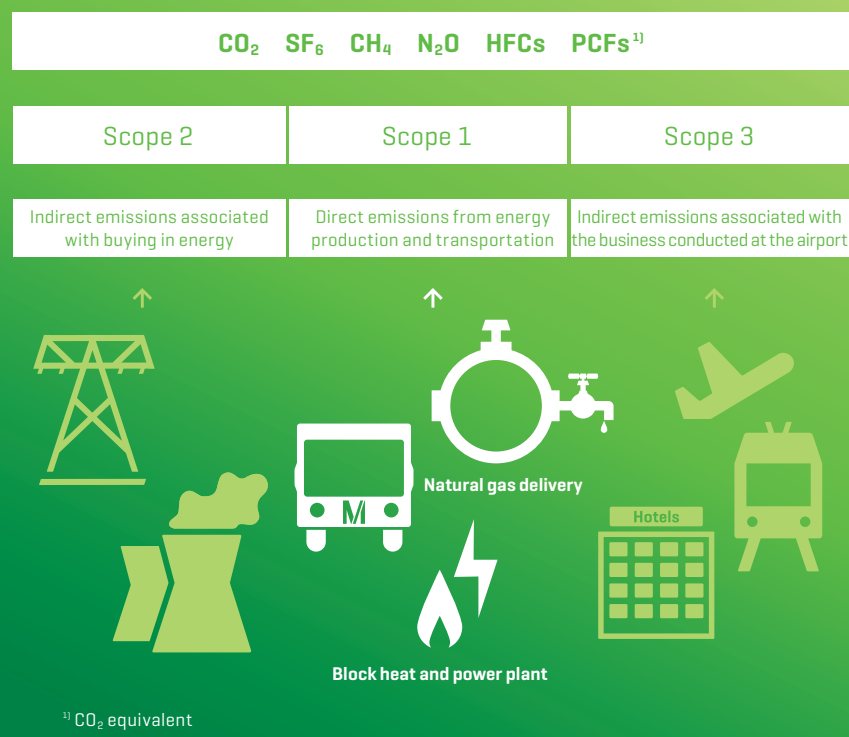 CO₂ SF₆ CH₄ N₂O HFCs PCFs¹⁾
Scope 2
Scope 1
Scope 3
Indirect emissions associated
with buying in energy
Direct emissions from energy
production and transportation
Indirect emissions associated with
the business conducted at the airport
Natural gas delivery
M
Hotels
Block heat and power plant
¹⁾ CO₂ equivalent